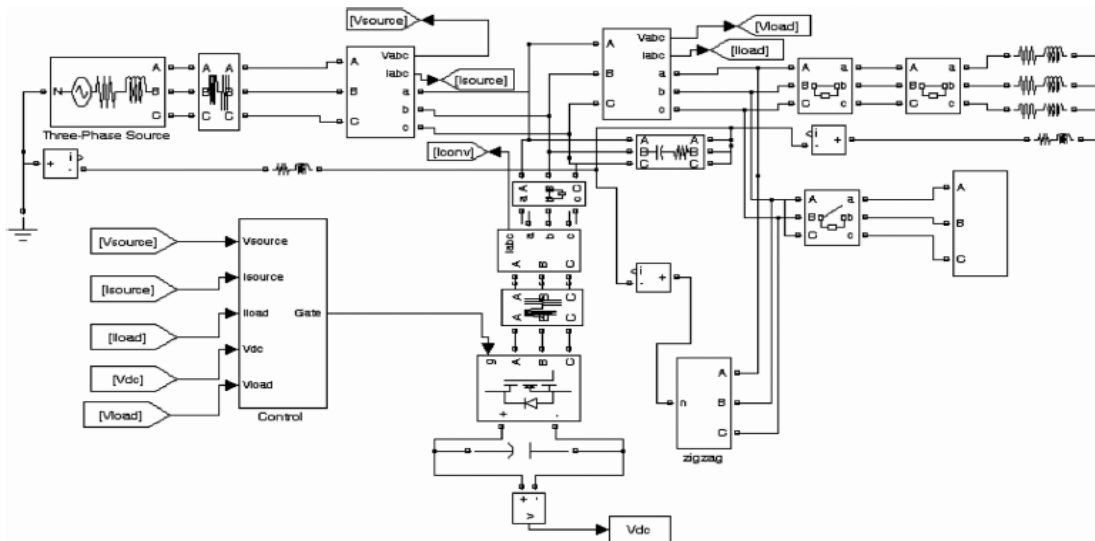 [Vsource]
[Vload]
[Iload]
Vabc
Iabc
A
a
B
b
C
c
[Isource]
Vabc
Iabc
A
a
B
b
C
c
N
A
B
C
A A
B B
C C
Three-Phase Source
A a
B b
C c
A a
B b
C c
i
+
-
[Iconv]
A A
B B
C C
i
+
-
A B C
a b c
Iabc
a b c
A B C
A B C
A B C
i
+
-
A a
B b
C c
A
B
C
[Vsource]
Vsource
[Isource]
Isource
[Iload]
Iload
Gate
[Vdc]
Vdc
[Vload]
Vload
Control
g A B C
+ -
A
n B
C
zigzag
+ -
v
Vdc